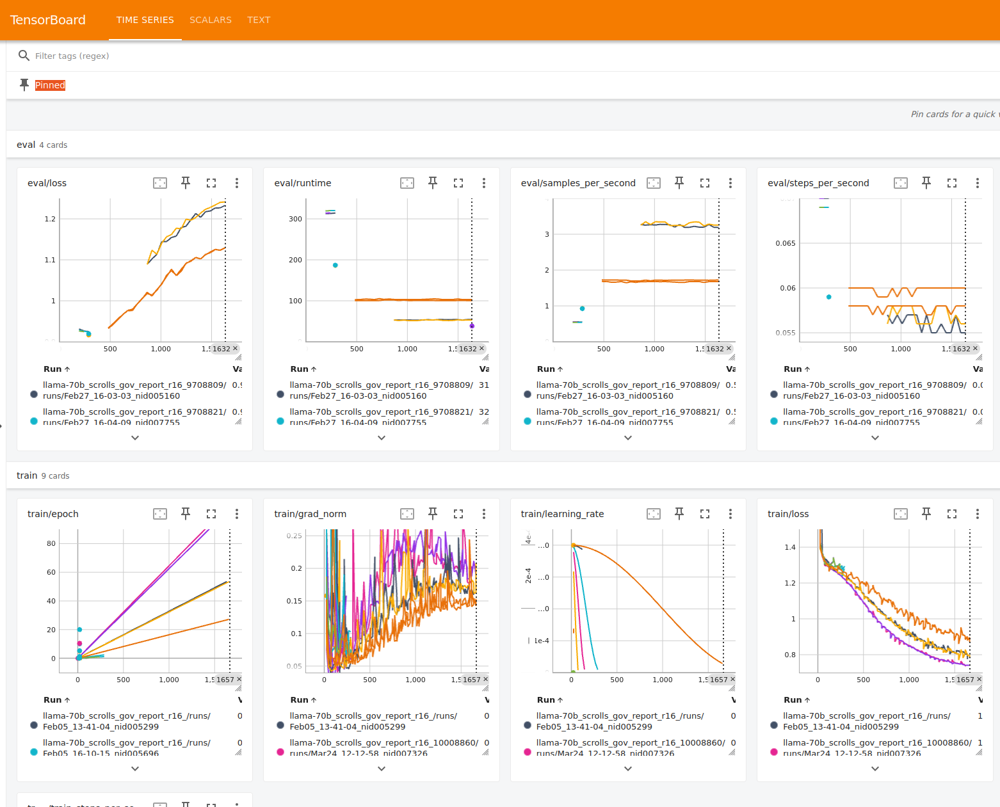 TensorBoard TIME SERIES SCALARS TEXT
Filter tags (regex)
Pinned
Pin cards for a quick
eval 4 cards
eval/loss
1.2
1.1
1
500 1,000 1,5 1632 ×
Run ↑ Va
llama-70b_scrolls_gov_report_r16_9708809/ 0.9
runs/Feb27_16-03-03_nid005160
llama-70b_scrolls_gov_report_r16_9708821/ 0.9
runs/Feb27_16-04-09_nid007755
eval/runtime
300
200
100
500 1,000 1,5 1632 ×
Run ↑ Va
llama-70b_scrolls_gov_report_r16_9708809/ 31
runs/Feb27_16-03-03_nid005160
llama-70b_scrolls_gov_report_r16_9708821/ 32
runs/Feb27_16-04-09_nid007755
eval/samples_per_second
3
2
1
500 1,000 1,5 1632 ×
Run ↑ Va
llama-70b_scrolls_gov_report_r16_9708809/ 0.5
runs/Feb27_16-03-03_nid005160
llama-70b_scrolls_gov_report_r16_9708821/ 0.5
runs/Feb27_16-04-09_nid007755
eval/steps_per_second
0.065
0.06
0.055
500 1,000 1,5 1632 ×
Run ↑ Va
llama-70b_scrolls_gov_report_r16_9708809/ 0.0
runs/Feb27_16-03-03_nid005160
llama-70b_scrolls_gov_report_r16_9708821/ 0.0
runs/Feb27_16-04-09_nid007755
train 9 cards
train/epoch
80
60
40
20
0
0 500 1,000 1,5 1657 ×
Run ↑ V
llama-70b_scrolls_gov_report_r16_/runs/ 0
Feb05_13-41-04_nid005299
llama-70b_scrolls_gov_report_r16_/runs/ 0
Feb05_16-10-15_nid005696
train/grad_norm
0.25
0.2
0.15
0.1
0.05
0 500 1,000 1,5 1657 ×
Run ↑ V
llama-70b_scrolls_gov_report_r16_/runs/ 0
Feb05_13-41-04_nid005299
llama-70b_scrolls_gov_report_r16_10008860/ 0
runs/Mar24_12-12-58_nid007326
train/learning_rate
4e-
...0
2e-4
...0
...0
1e-4
0 500 1,000 1,5 1657 ×
Run ↑ V
llama-70b_scrolls_gov_report_r16_/runs/ 0
Feb05_13-41-04_nid005299
llama-70b_scrolls_gov_report_r16_10008860/ 0
runs/Mar24_12-12-58_nid007326
train/loss
1.4
1.2
1
0.8
0 500 1,000 1,5 1657 ×
Run ↑ V
llama-70b_scrolls_gov_report_r16_/runs/ 1
Feb05_13-41-04_nid005299
llama-70b_scrolls_gov_report_r16_10008860/ 1
runs/Mar24_12-12-58_nid007326